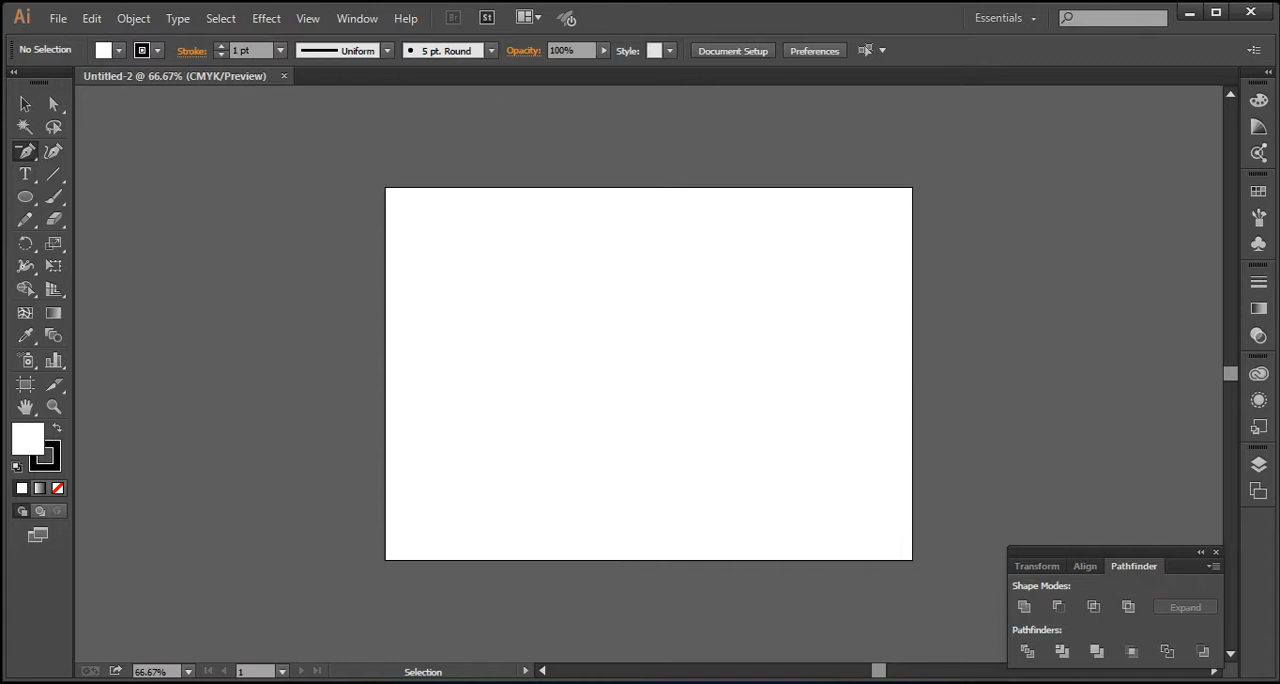 Ai File Edit Object Type Select Effect View Window Help Br St Essentials
No Selection Stroke: 1 pt Uniform 5 pt. Round Opacity: 100% Style: Document Setup Preferences
Untitled-2 @ 66.67% (CMYK/Preview)
T
Transform Align Pathfinder
Shape Modes:
Expand
Pathfinders:
66.67% 1 Selection